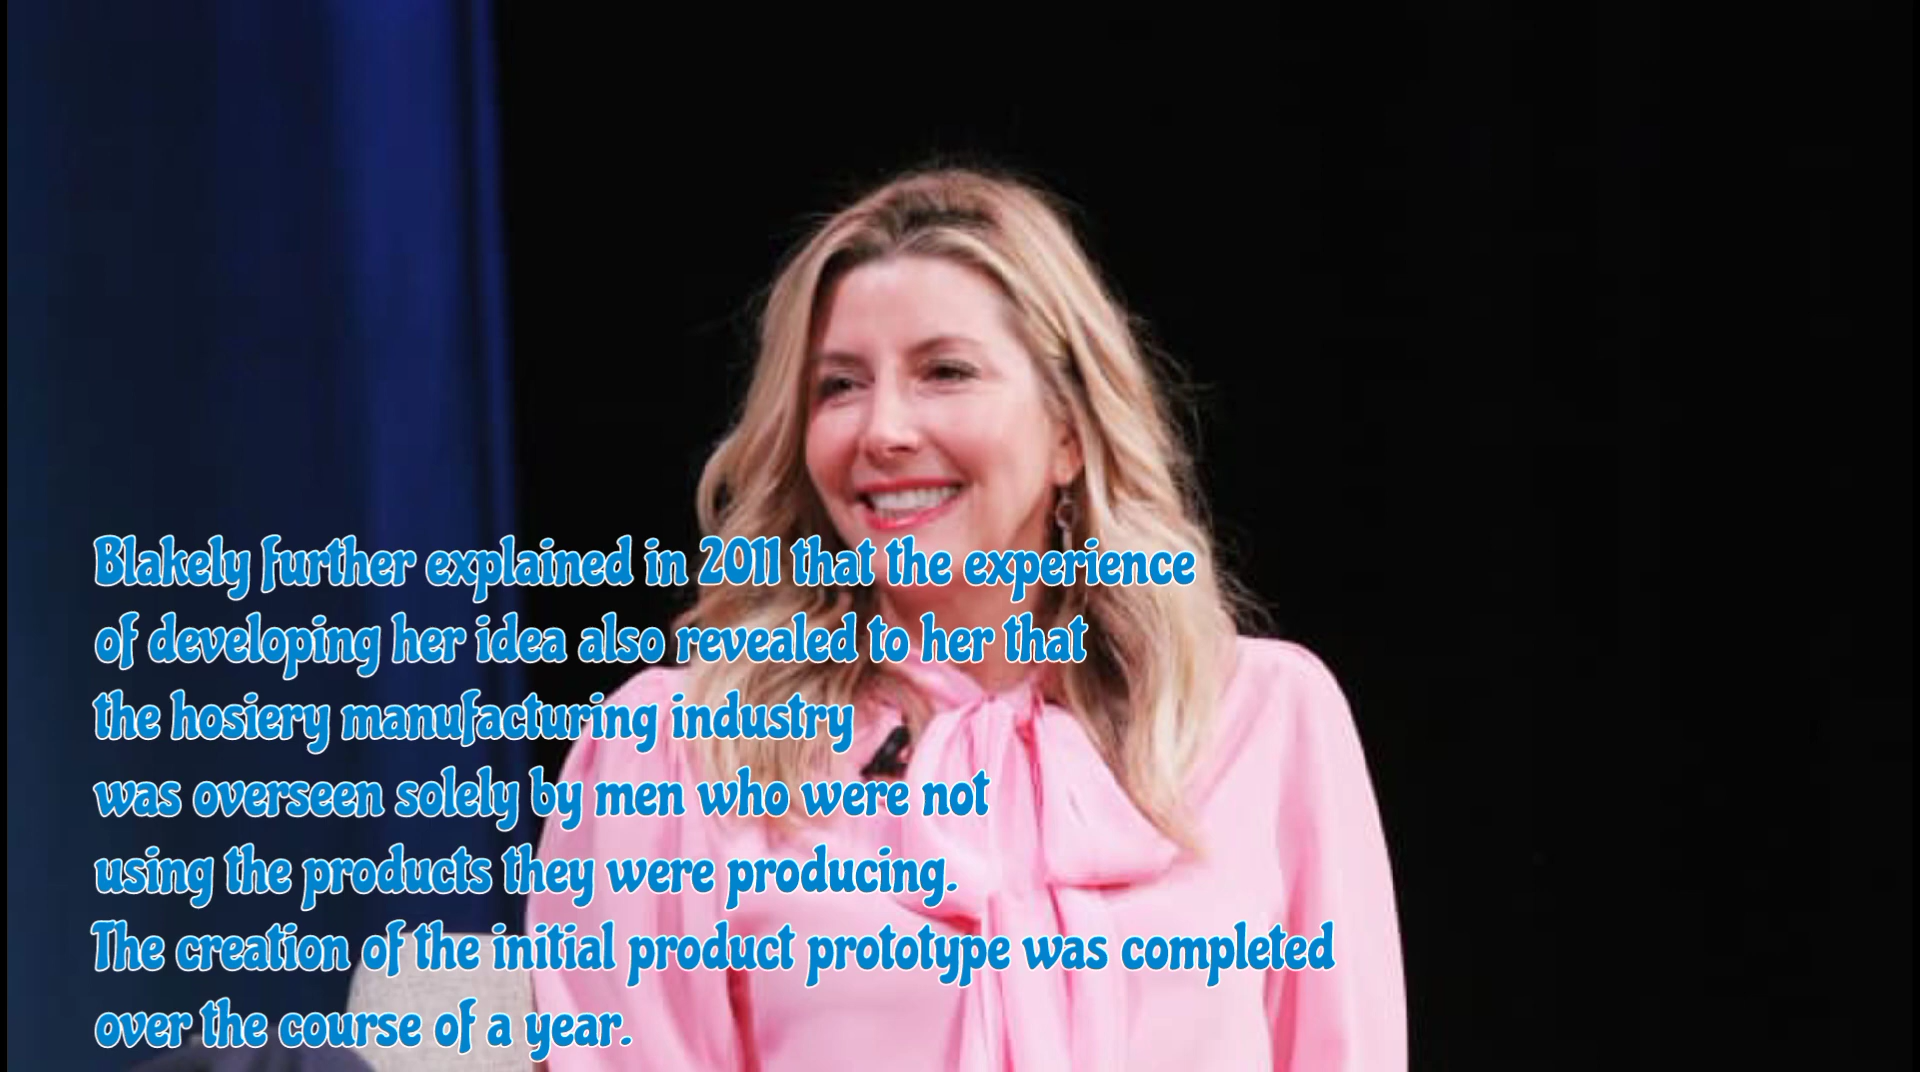 Blakely further explained in 2011 that the experience
of developing her idea also revealed to her that
the hosiery manufacturing industry
was overseen solely by men who were not
using the products they were producing.
The creation of the initial product prototype was completed
over the course of a year.